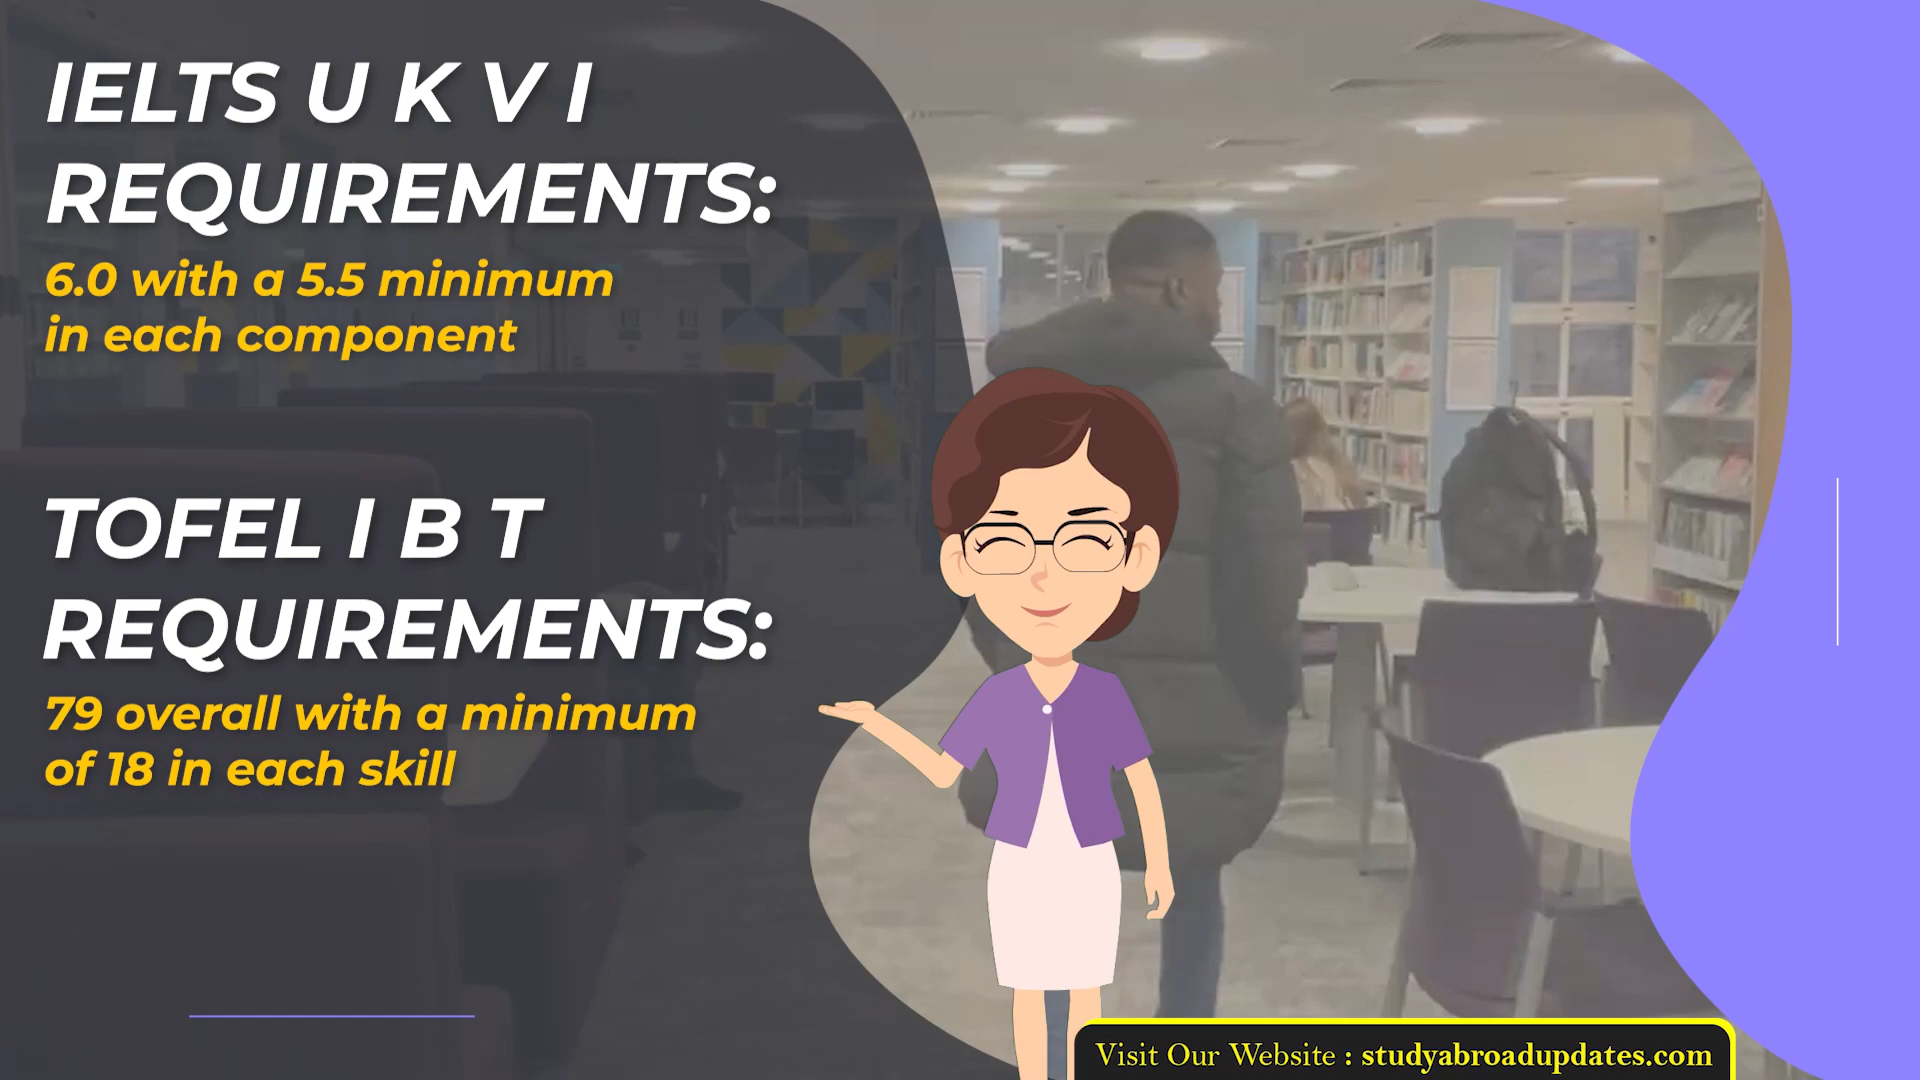 IELTS U K V I
REQUIREMENTS:
6.0 with a 5.5 minimum
in each component
TOFEL I B T
REQUIREMENTS:
79 overall with a minimum
of 18 in each skill
Visit Our Website : studyabroadupdates.com